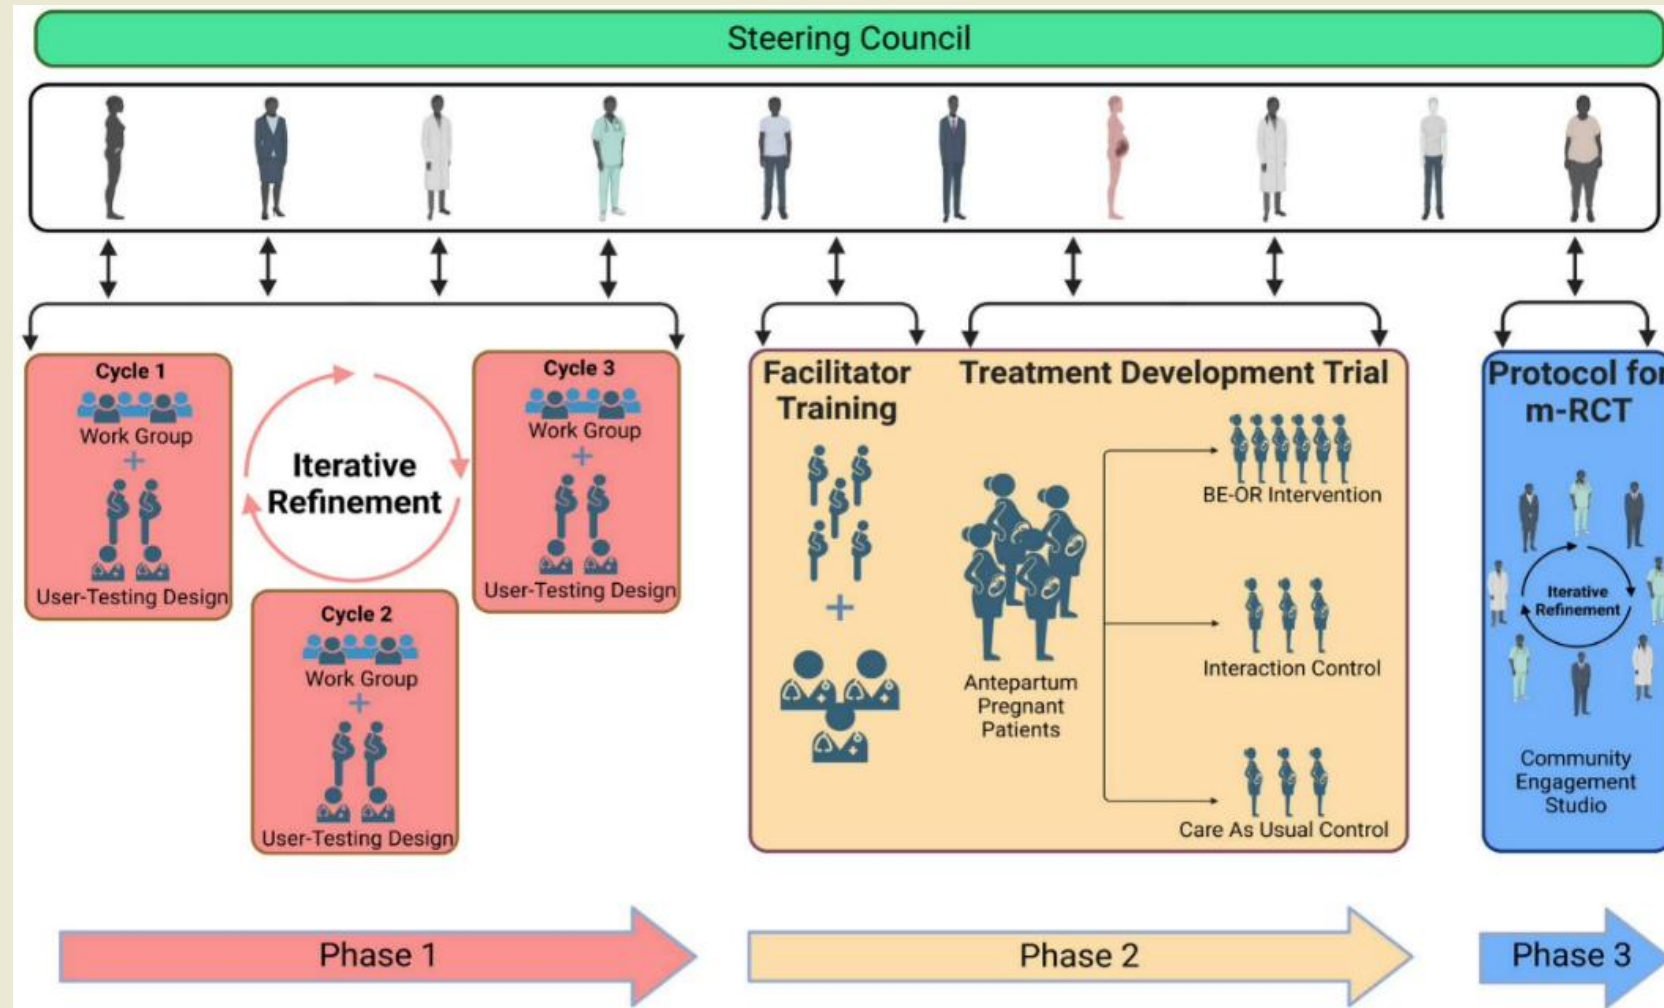 Steering Council
Cycle 1
Work Group
+
User-Testing Design
Iterative
Refinement
Cycle 3
Work Group
+
User-Testing Design
Cycle 2
Work Group
+
User-Testing Design
Facilitator
Training
+
Treatment Development Trial
Antepartum
Pregnant
Patients
BE-OR Intervention
Interaction Control
Care As Usual Control
Protocol for
m-RCT
Iterative
Refinement
Community
Engagement
Studio
Phase 1
Phase 2
Phase 3